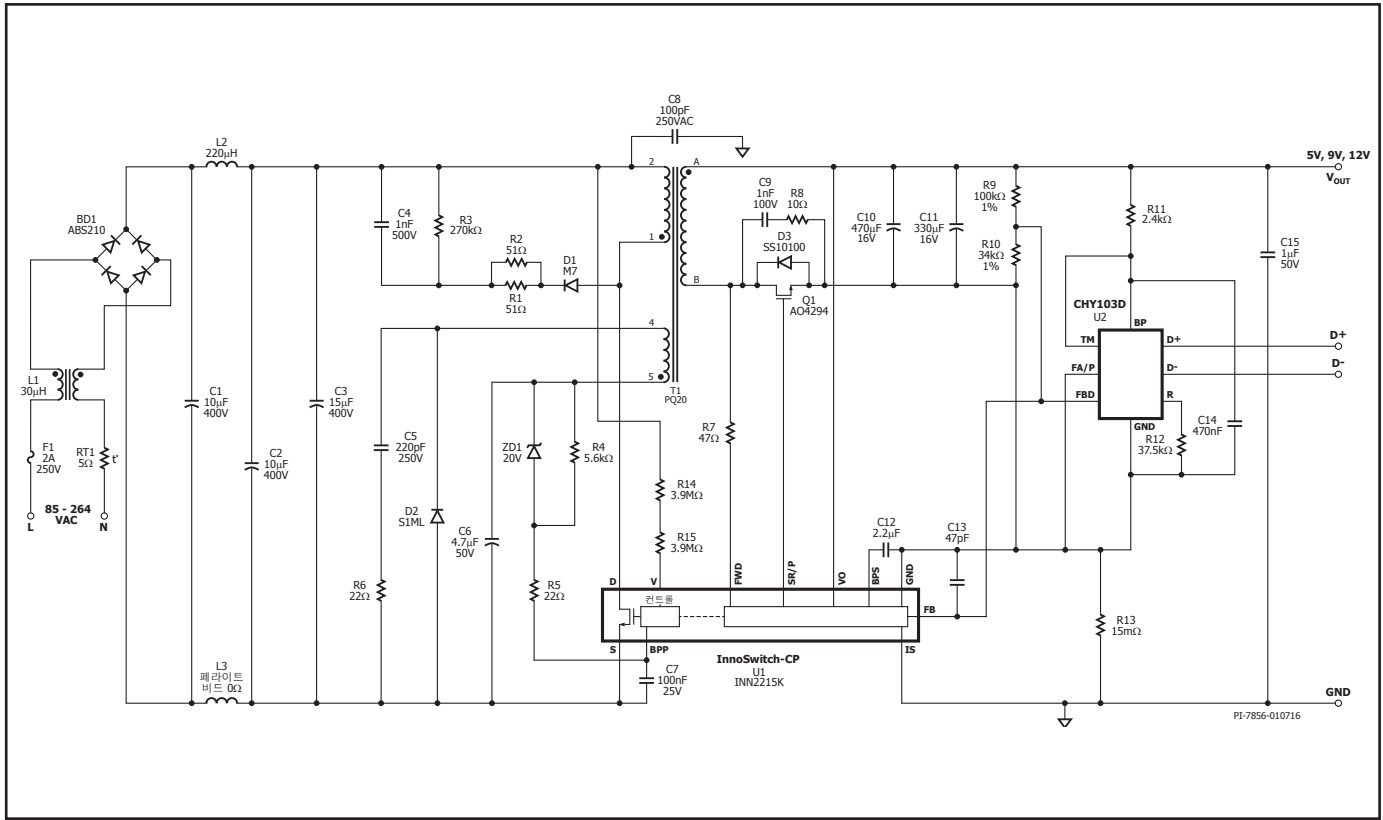 C8
100pF
250VAC
L2
220µH
2
A
5V, 9V, 12V
VOUT
BD1
ABS210
C4
1nF
500V
R3
270kΩ
R2
51Ω
R1
51Ω
D1
M7
1
C9
1nF
100V
R8
10Ω
D3
SS10100
B
Q1
AO4294
C10
470µF
16V
C11
330µF
16V
R9
100kΩ
1%
R10
34kΩ
1%
R11
2.4kΩ
C15
1µF
50V
CHY103D
U2
BP
TM
D+
FA/P
D-
FBD
R
GND
D+
D-
R12
37.5kΩ
C14
470nF
L1
30µH
F1
2A
250V
RT1
5Ω
t°
85 - 264
VAC
L
N
C1
10µF
400V
C2
10µF
400V
C3
15µF
400V
4
5
T1
PQ20
C5
220pF
250V
R6
22Ω
D2
S1ML
C6
4.7µF
50V
ZD1
20V
R4
5.6kΩ
R5
22Ω
R14
3.9MΩ
R15
3.9MΩ
R7
47Ω
C12
2.2µF
C13
47pF
D
V
FWD
SR/P
VO
BPS
GND
컨트롤
FB
S
BPP
IS
InnoSwitch-CP
U1
INN2215K
C7
100nF
25V
R13
15mΩ
L3
페라이트
비드 0Ω
GND
PI-7856-010716